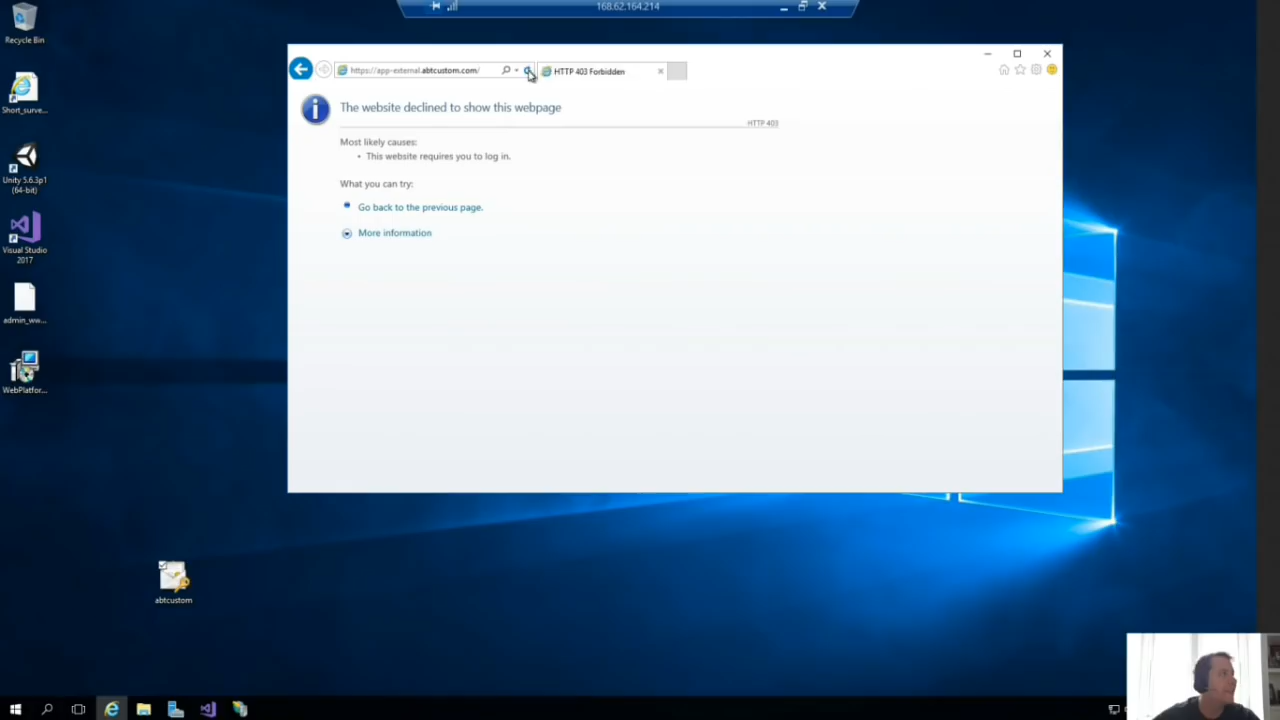 168.62.164.214
Recycle Bin
https://app-external.abtcustom.com/
HTTP 403 Forbidden
The website declined to show this webpage
HTTP 403
Most likely causes:
• This website requires you to log in.
What you can try:
Go back to the previous page.
More information
Short_surve...
Unity 5.6.3p1
(64-bit)
Visual Studio
2017
admin_ww...
WebPlatfor...
abtcustom